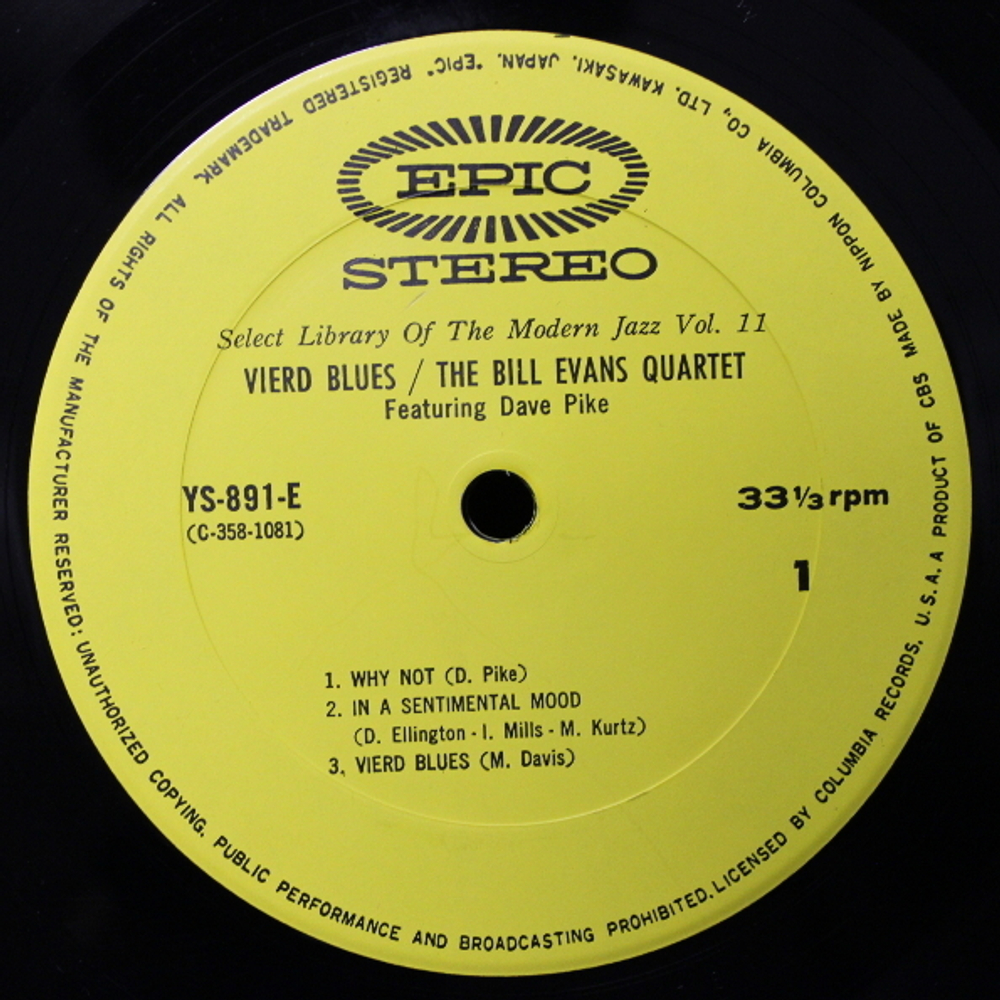 EPIC
STEREO
Select Library Of The Modern Jazz Vol. 11
VIERD BLUES / THE BILL EVANS QUARTET
Featuring Dave Pike
YS-891-E
(C-358-1081)
33 1/3 rpm
1
1. WHY NOT (D. Pike)
2. IN A SENTIMENTAL MOOD
(D. Ellington - I. Mills - M. Kurtz)
3. VIERD BLUES (M. Davis)
MADE BY NIPPON COLUMBIA CO., LTD. KAWASAKI. JAPAN. "EPIC" REGISTERED TRADEMARK. ALL RIGHTS OF THE MANUFACTURER RESERVED; UNAUTHORIZED COPYING, PUBLIC PERFORMANCE AND BROADCASTING PROHIBITED. LICENSED BY COLUMBIA RECORDS, U.S.A. A PRODUCT OF CBS